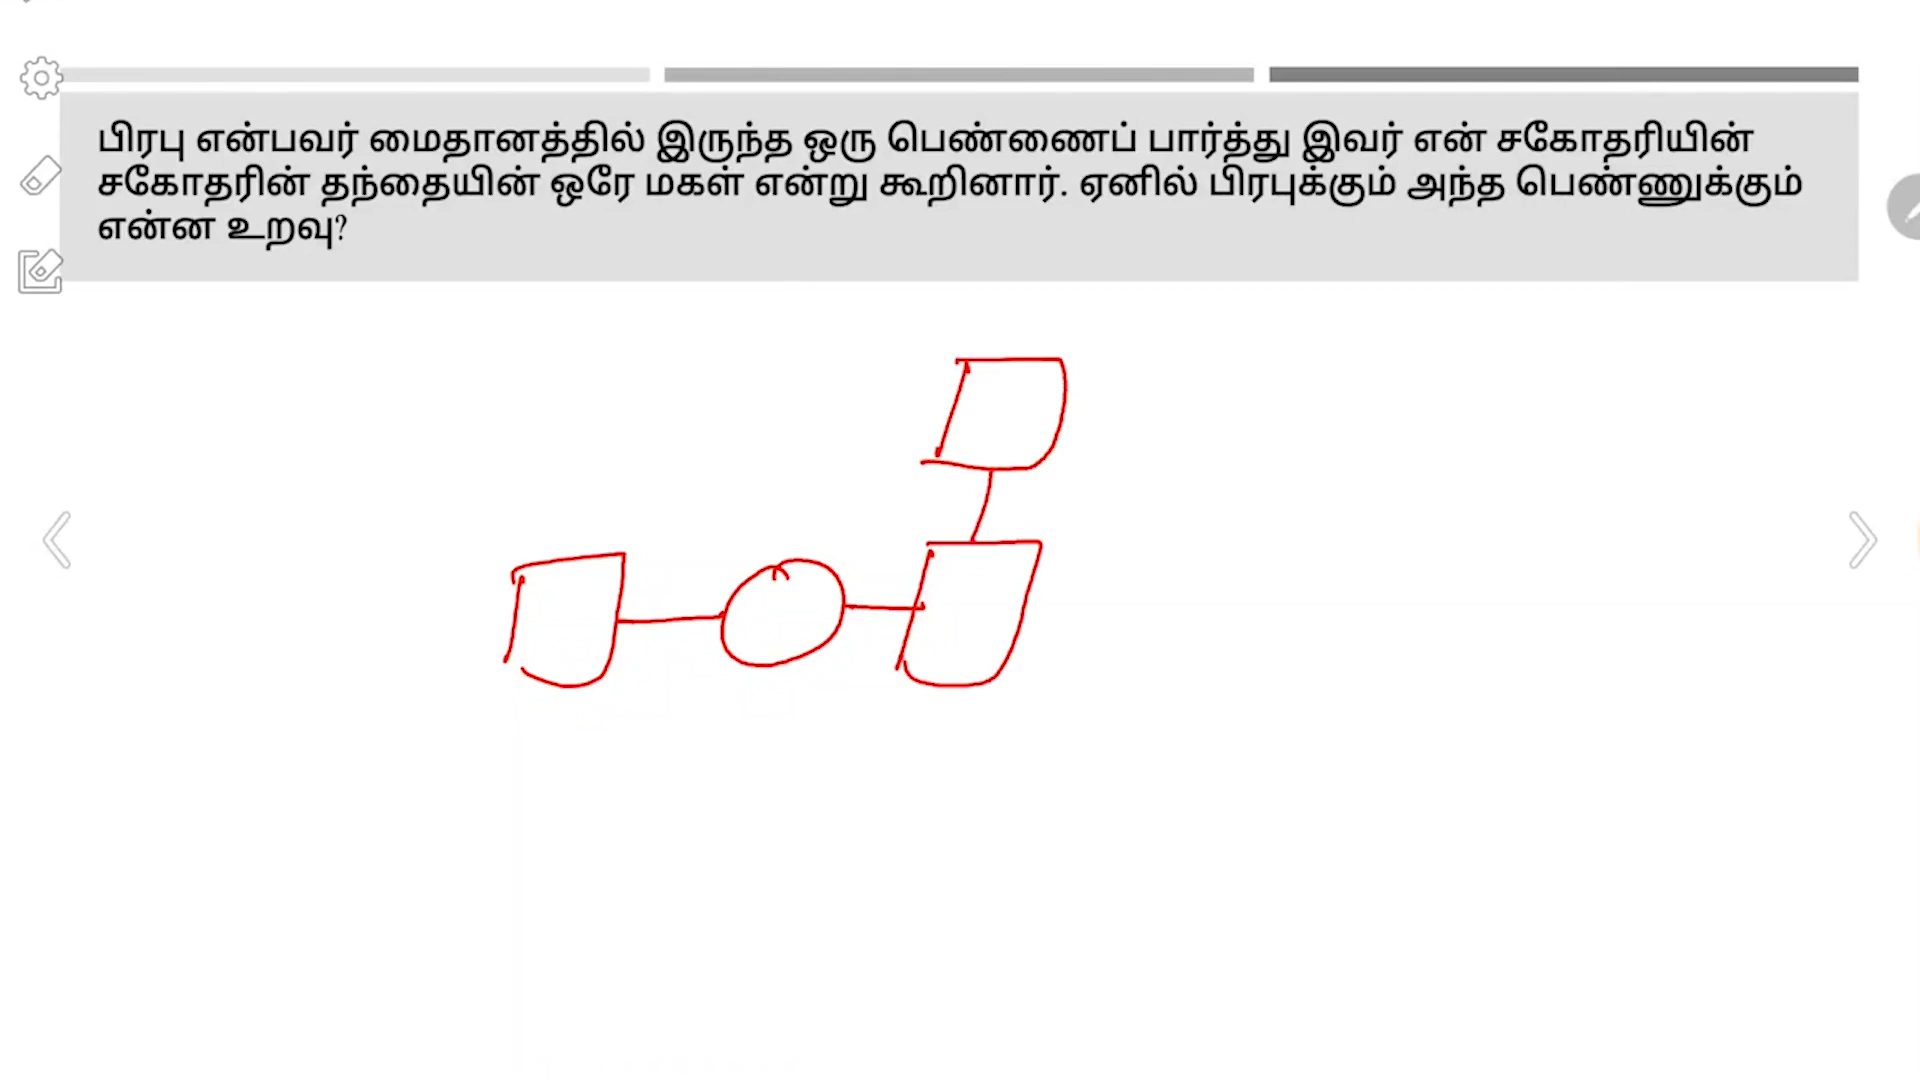 பிரபு என்பவர் மைதானத்தில் இருந்த ஒரு பெண்ணைப் பார்த்து இவர் என் சகோதரியின்
சகோதரின் தந்தையின் ஒரே மகள் என்று கூறினார். ஏனில் பிரபுக்கும் அந்த பெண்ணுக்கும்
என்ன உறவு?